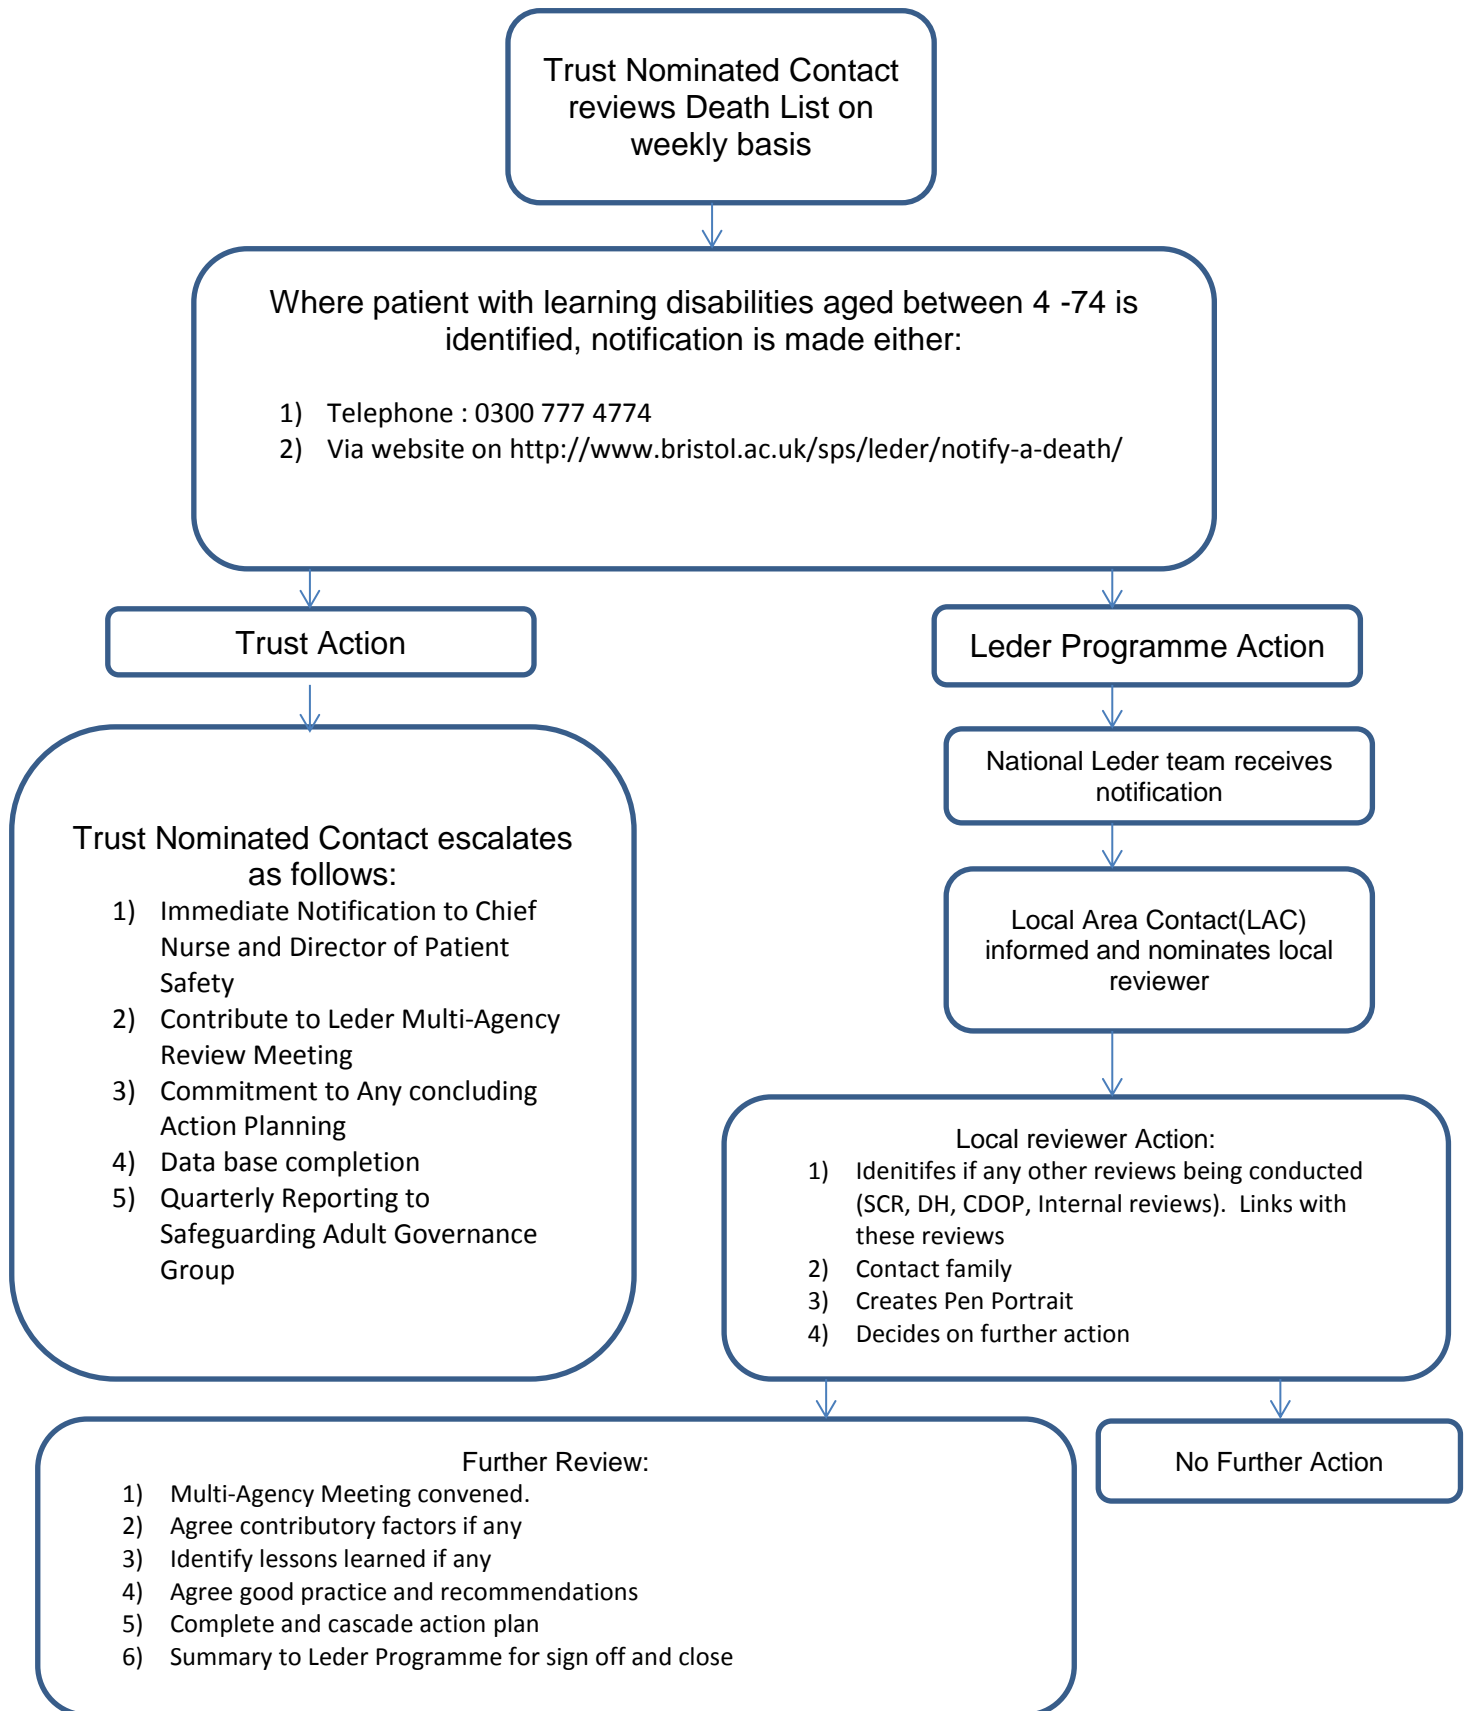 Trust Nominated Contact
reviews Death List on
weekly basis
Where patient with learning disabilities aged between 4 -74 is
identified, notification is made either:
1) Telephone : 0300 777 4774
2) Via website on http://www.bristol.ac.uk/sps/leder/notify-a-death/
Trust Action
Trust Nominated Contact escalates
as follows:
1) Immediate Notification to Chief
Nurse and Director of Patient
Safety
2) Contribute to Leder Multi-Agency
Review Meeting
3) Commitment to Any concluding
Action Planning
4) Data base completion
5) Quarterly Reporting to
Safeguarding Adult Governance
Group
Leder Programme Action
National Leder team receives
notification
Local Area Contact(LAC)
informed and nominates local
reviewer
Local reviewer Action:
1) Idenitifes if any other reviews being conducted
(SCR, DH, CDOP, Internal reviews). Links with
these reviews
2) Contact family
3) Creates Pen Portrait
4) Decides on further action
Further Review:
1) Multi-Agency Meeting convened.
2) Agree contributory factors if any
3) Identify lessons learned if any
4) Agree good practice and recommendations
5) Complete and cascade action plan
6) Summary to Leder Programme for sign off and close
No Further Action